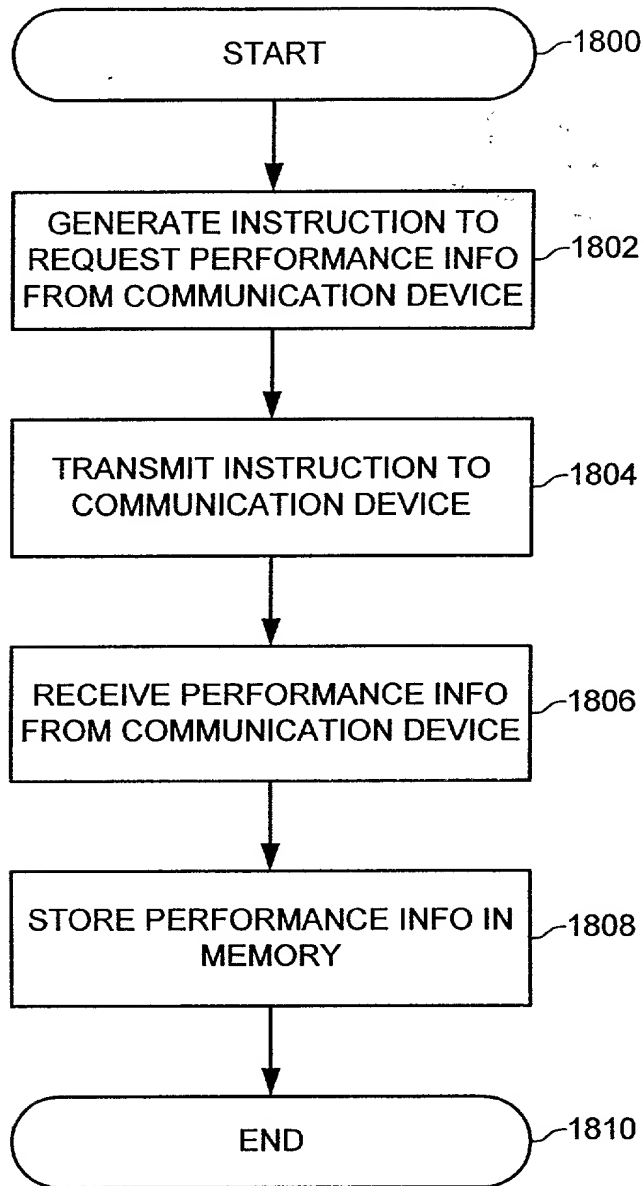 START
1800
GENERATE INSTRUCTION TO
REQUEST PERFORMANCE INFO
FROM COMMUNICATION DEVICE
1802
TRANSMIT INSTRUCTION TO
COMMUNICATION DEVICE
1804
RECEIVE PERFORMANCE INFO
FROM COMMUNICATION DEVICE
1806
STORE PERFORMANCE INFO IN
MEMORY
1808
END
1810